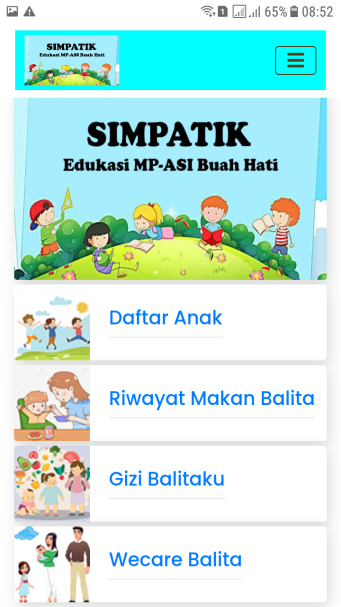 1 65% 08:52
SIMPATIK
Edukasi MP-ASI Buah Hati
SIMPATIK
Edukasi MP-ASI Buah Hati
Daftar Anak
Riwayat Makan Balita
Gizi Balitaku
Wecare Balita